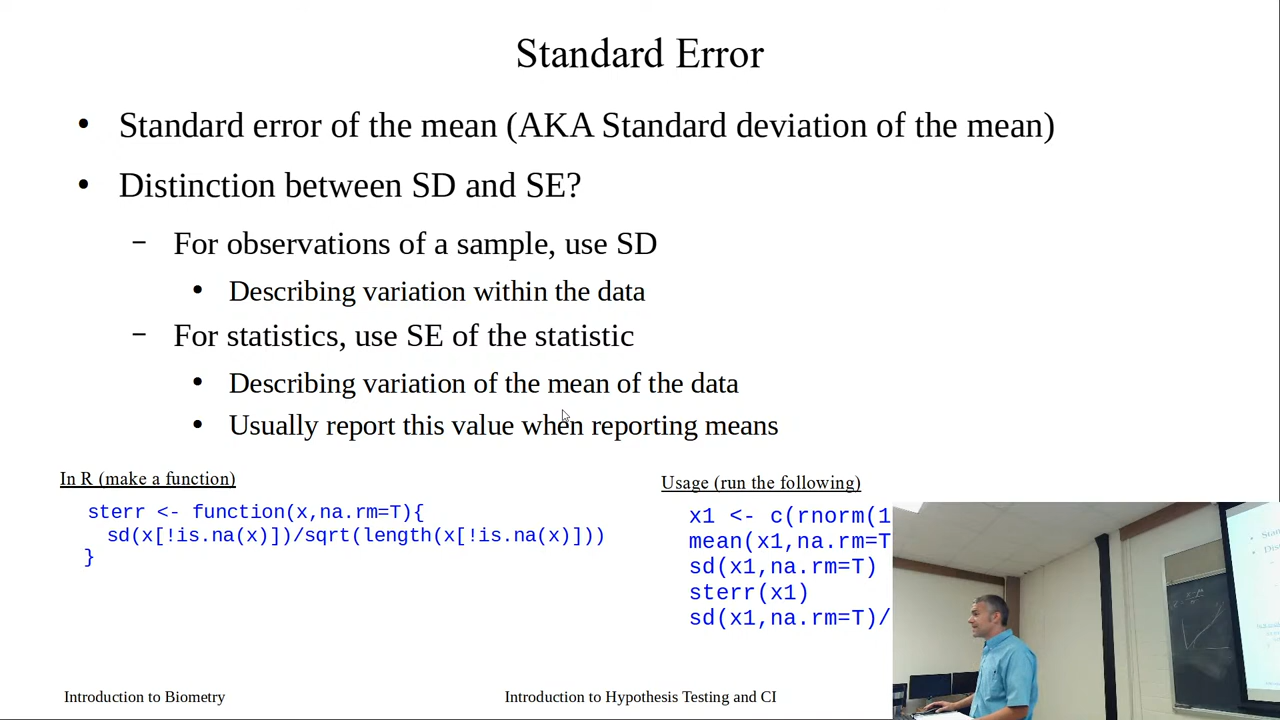 Standard Error
• Standard error of the mean (AKA Standard deviation of the mean)
• Distinction between SD and SE?
– For observations of a sample, use SD
• Describing variation within the data
– For statistics, use SE of the statistic
• Describing variation of the mean of the data
• Usually report this value when reporting means
In R (make a function)
sterr <- function(x,na.rm=T){
sd(x[!is.na(x)])/sqrt(length(x[!is.na(x)]))
}
Usage (run the following)
x1 <- c(rnorm(1
mean(x1,na.rm=T
sd(x1,na.rm=T)
sterr(x1)
sd(x1,na.rm=T)/
Introduction to Biometry
Introduction to Hypothesis Testing and CI